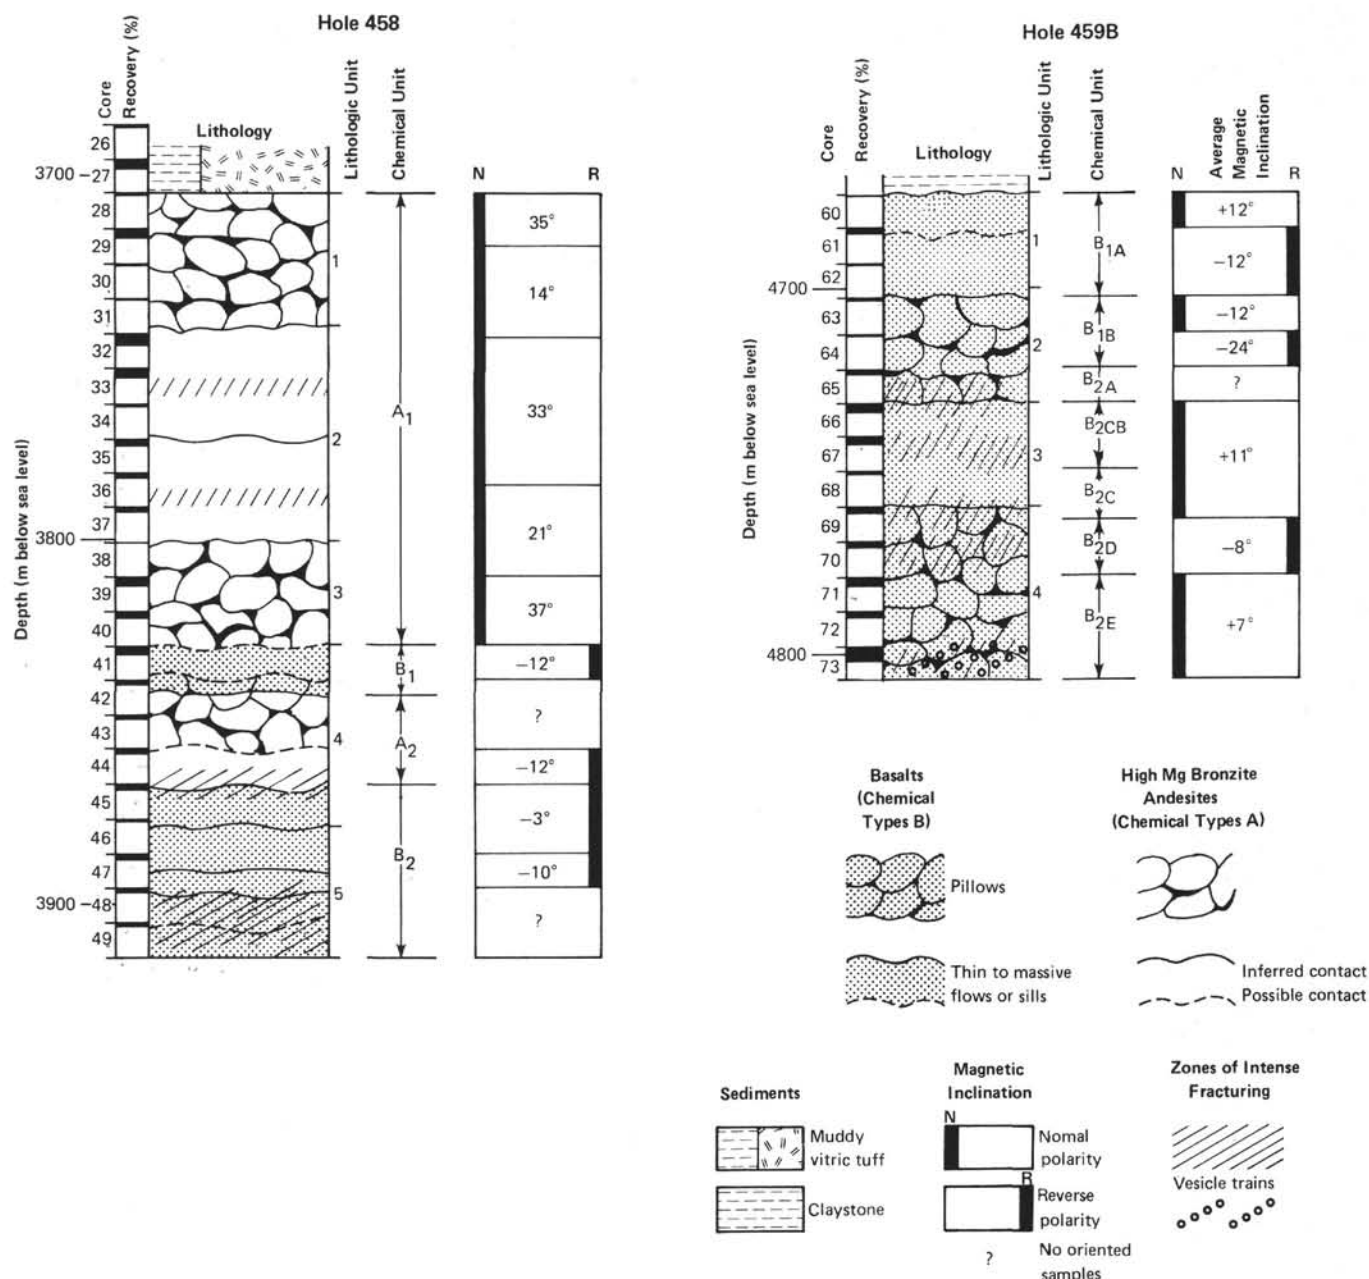 Hole 458
Core
Recovery (%)
Lithology
Lithologic Unit
Chemical Unit
N
R
Depth (m below sea level)
3700
3800
3900
26
27
28
29
30
31
32
33
34
35
36
37
38
39
40
41
42
43
44
45
46
47
48
49
1
2
3
4
5
A1
B1
A2
B2
35°
14°
33°
21°
37°
−12°
?
−12°
−3°
−10°
?
Hole 459B
Core
Recovery (%)
Lithology
Lithologic Unit
Chemical Unit
N
Average
Magnetic
Inclination
R
Depth (m below sea level)
4700
4800
60
61
62
63
64
65
66
67
68
69
70
71
72
73
1
2
3
4
B1A
B1B
B2A
B2CB
B2C
B2D
B2E
+12°
−12°
−12°
−24°
?
+11°
−8°
+7°
Basalts
(Chemical
Types B)
High Mg Bronzite
Andesites
(Chemical Types A)
Pillows
Thin to massive
flows or sills
Inferred contact
Possible contact
Sediments
Muddy
vitric tuff
Claystone
Magnetic
Inclination
N
Nomal
polarity
R
Reverse
polarity
?
No oriented
samples
Zones of Intense
Fracturing
Vesicle trains